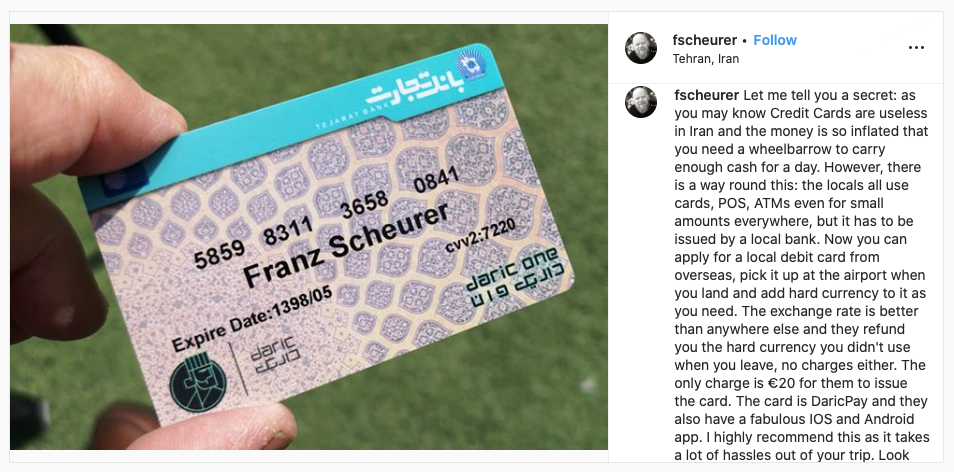 بانک تجارت
TEJARAT BANK
5859 8311 3658 0841
Franz Scheurer
cvv2:7220
Expire Date:1398/05
daric one
داریک وان
daric
داریک
fscheurer • Follow
Tehran, Iran
fscheurer Let me tell you a secret: as
you may know Credit Cards are useless
in Iran and the money is so inflated that
you need a wheelbarrow to carry
enough cash for a day. However, there
is a way round this: the locals all use
cards, POS, ATMs even for small
amounts everywhere, but it has to be
issued by a local bank. Now you can
apply for a local debit card from
overseas, pick it up at the airport when
you land and add hard currency to it as
you need. The exchange rate is better
than anywhere else and they refund
you the hard currency you didn't use
when you leave, no charges either. The
only charge is €20 for them to issue
the card. The card is DaricPay and they
also have a fabulous IOS and Android
app. I highly recommend this as it takes
a lot of hassles out of your trip. Look